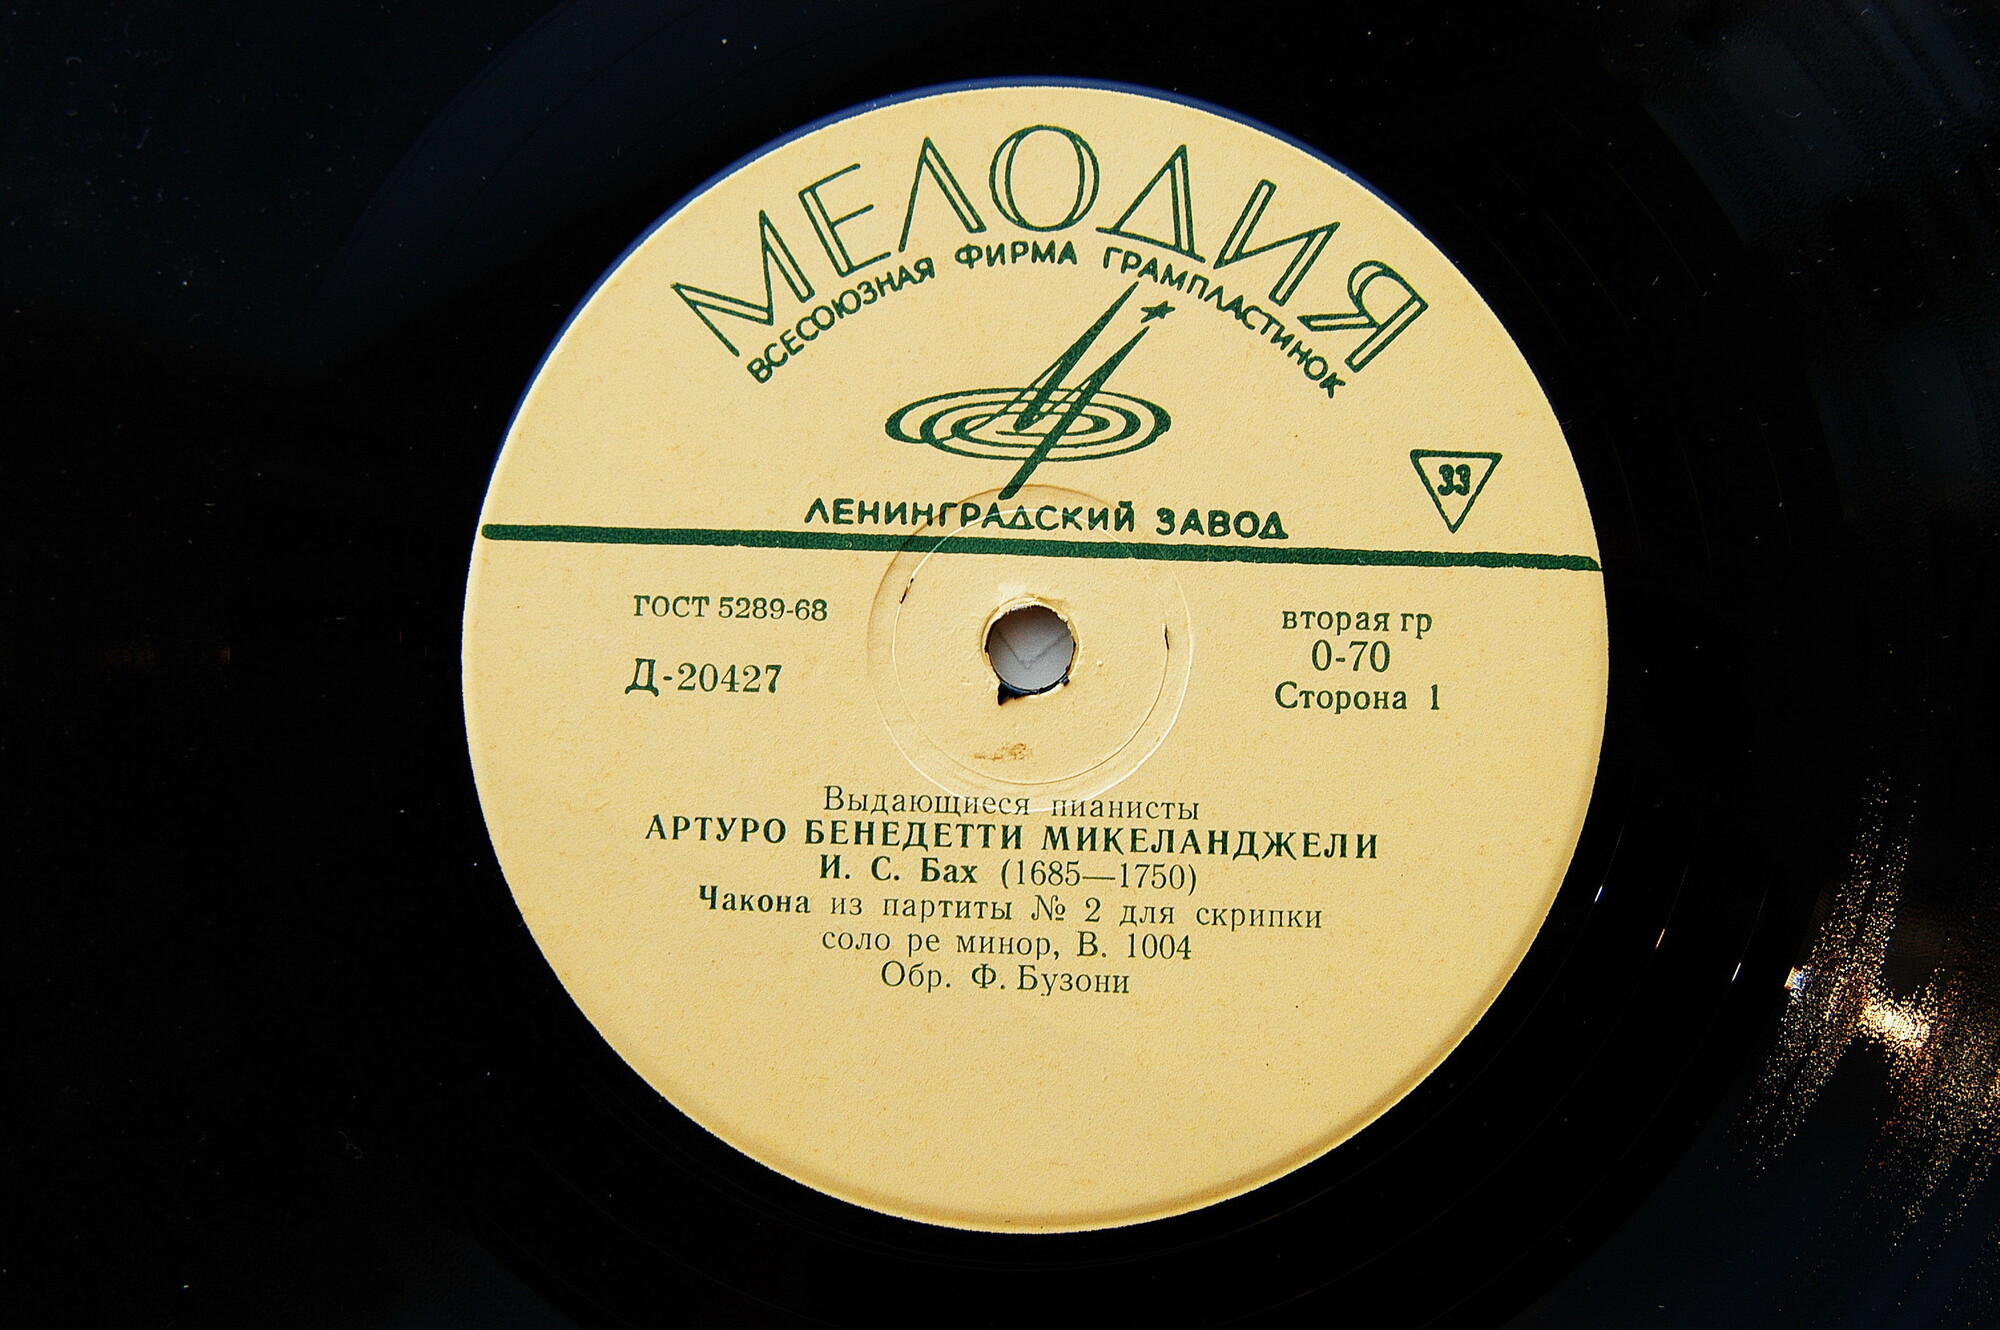 МЕЛОДИЯ
ВСЕСОЮЗНАЯ ФИРМА ГРАМПЛАСТИНОК
33
ЛЕНИНГРАДСКИЙ ЗАВОД
ГОСТ 5289-68
Д-20427
вторая гр
0-70
Сторона 1
Выдающиеся пианисты
АРТУРО БЕНЕДЕТТИ МИКЕЛАНДЖЕЛИ
И. С. Бах (1685—1750)
Чакона из партиты № 2 для скрипки
соло ре минор, В. 1004
Обр. Ф. Бузони